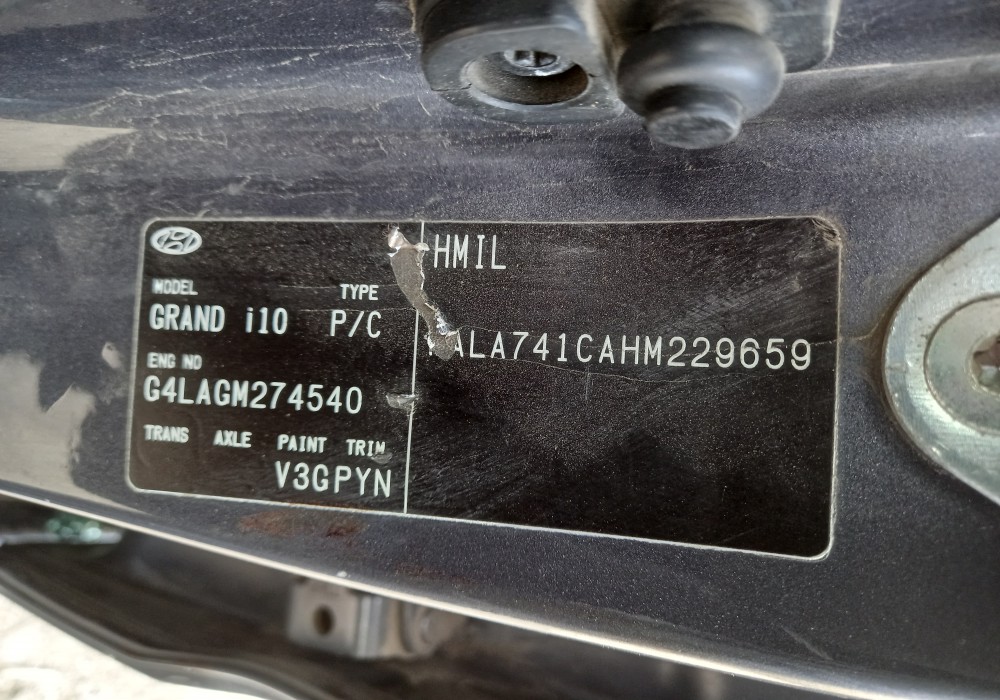 MODEL TYPE
GRAND i10 P/C
ENG NO
G4LAGM274540
TRANS AXLE PAINT TRIM
V3GPYN
HMIL
ALA741CAHM229659